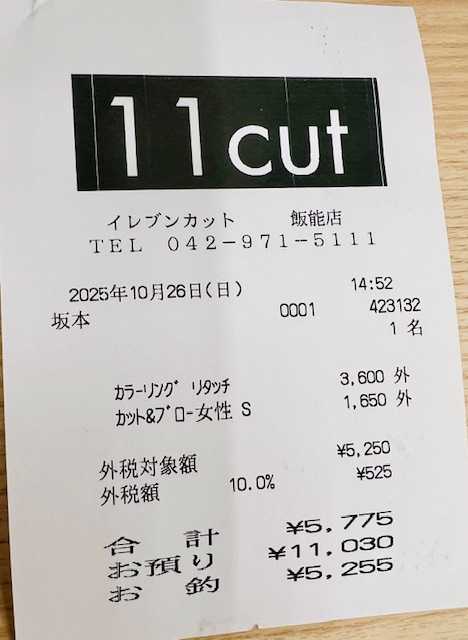 11cut
イレブンカット 飯能店
TEL 042-971-5111
2025年10月26日(日) 14:52
坂本 0001 423132
1 名
ｶﾗｰﾘﾝｸﾞ ﾘﾀｯﾁ 3,600 外
ｶｯﾄ&ﾌﾞﾛｰ女性 S 1,650 外
外税対象額 ¥5,250
外税額 10.0% ¥525
合 計 ¥5,775
お預り ¥11,030
お 釣 ¥5,255